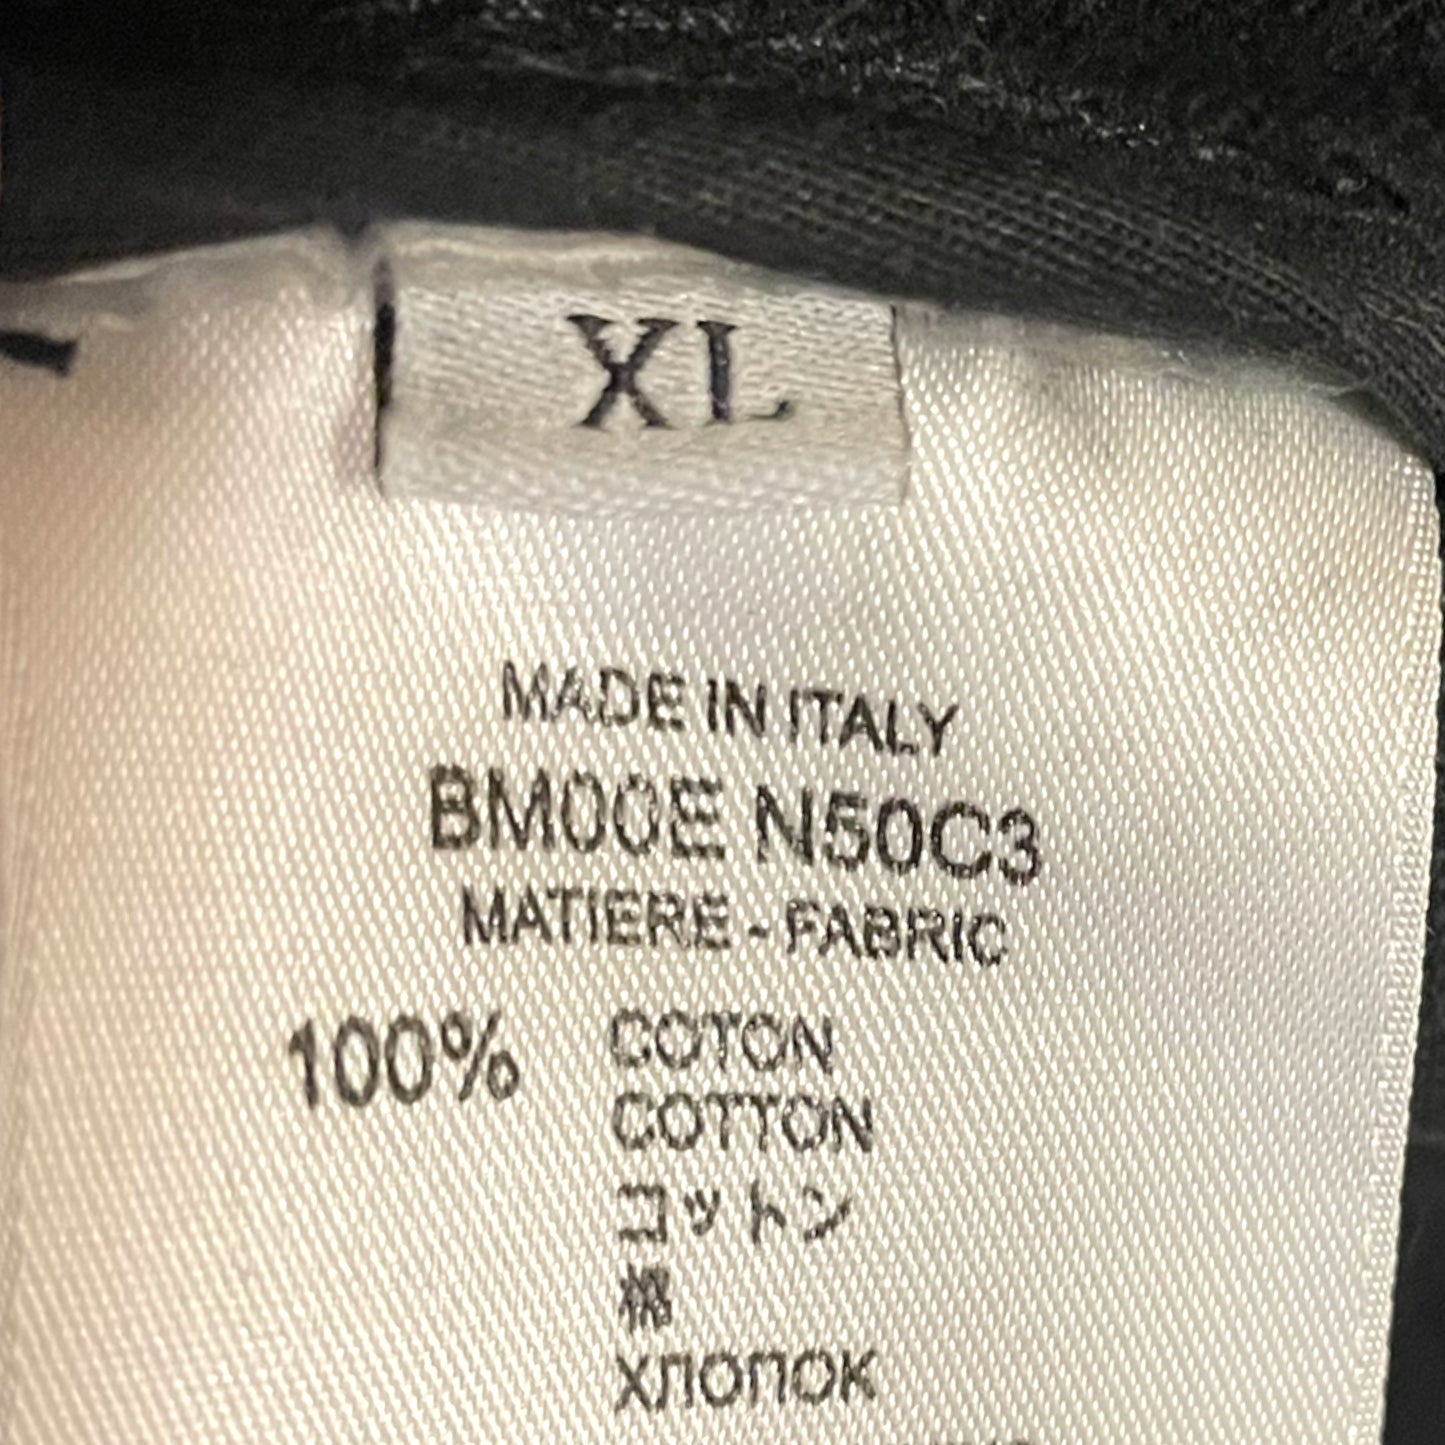 XL
MADE IN ITALY
BM00E N50C3
MATIERE - FABRIC
100% COTON
COTTON
コットン
棉
ХЛОПОК